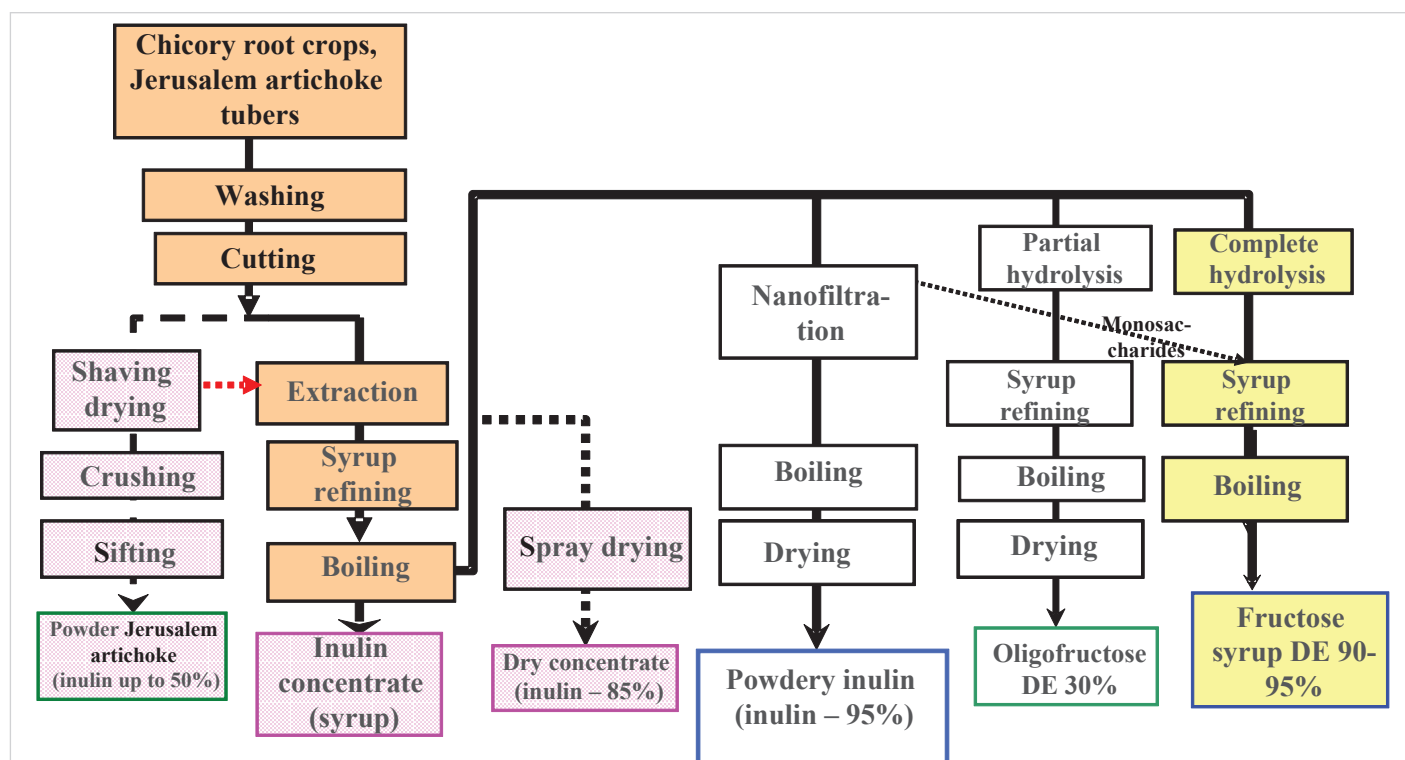 Chicory root crops,
Jerusalem artichoke
tubers
Washing
Cutting
Shaving
drying
Crushing
Sifting
Powder Jerusalem
artichoke
(inulin up to 50%)
Extraction
Syrup
refining
Boiling
Inulin
concentrate
(syrup)
Spray drying
Dry concentrate
(inulin – 85%)
Nanofiltra-
tion
Boiling
Drying
Powdery inulin
(inulin – 95%)
Partial
hydrolysis
Syrup
refining
Boiling
Drying
Oligofructose
DE 30%
Complete
hydrolysis
Monosac-
charides
Syrup
refining
Boiling
Fructose
syrup DE 90-
95%